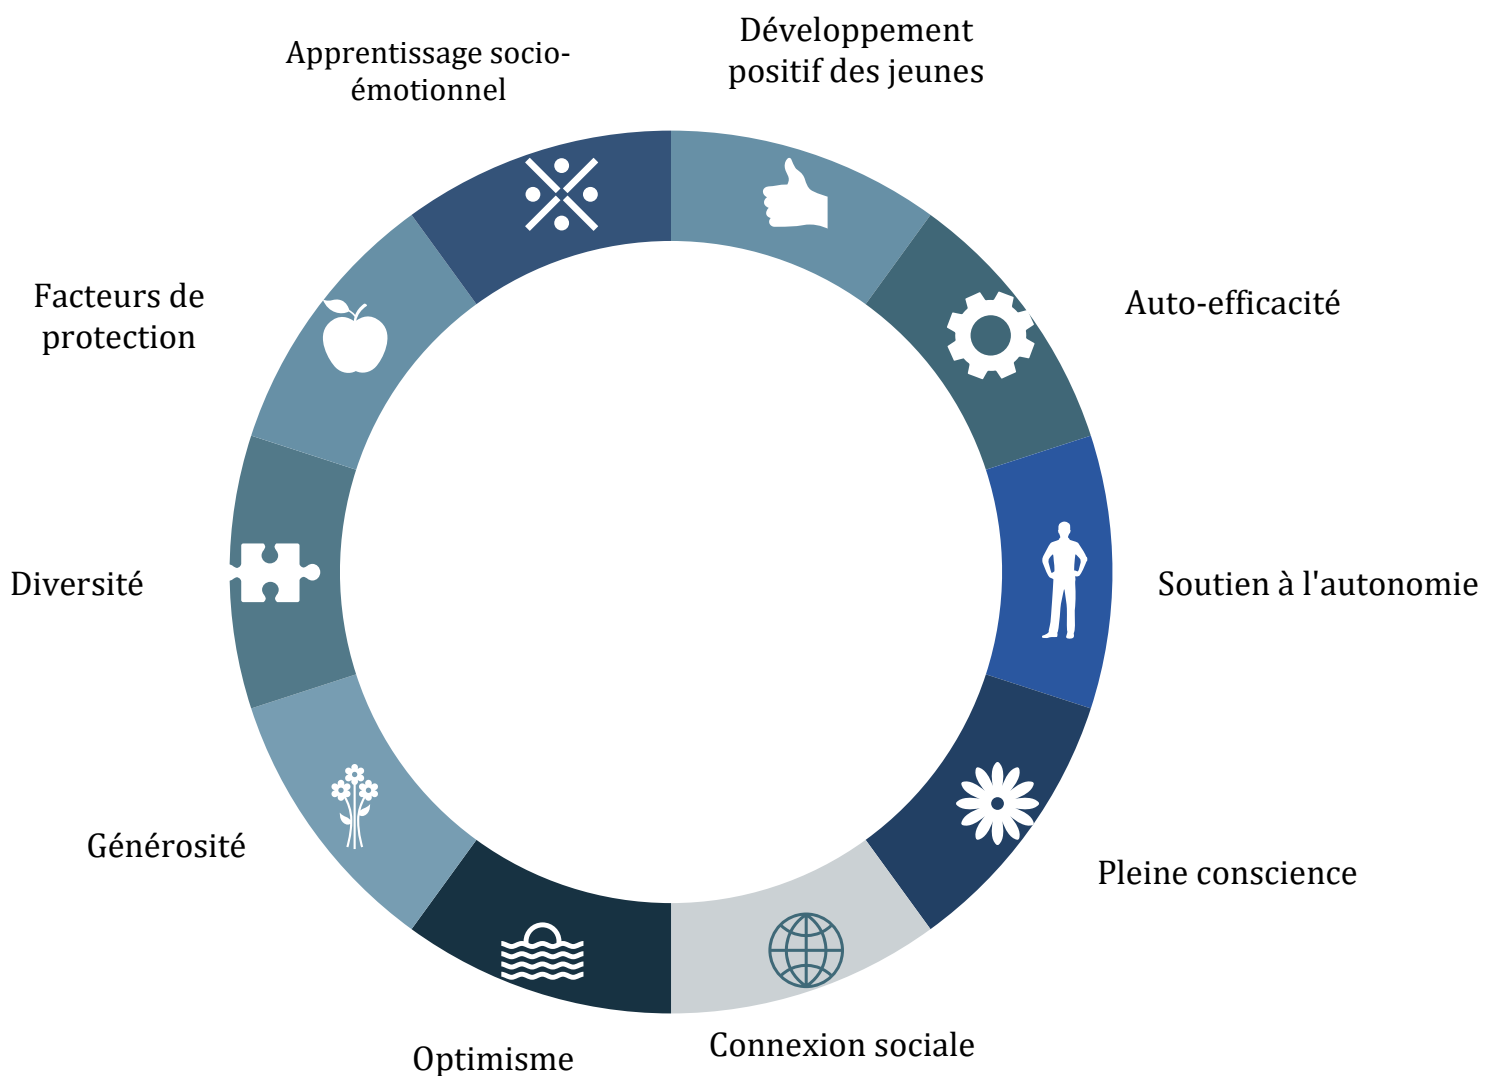 Développement
positif des jeunes
Apprentissage socio-
émotionnel
Auto-efficacité
Facteurs de
protection
Soutien à l'autonomie
Diversité
Générosité
Pleine conscience
Connexion sociale
Optimisme